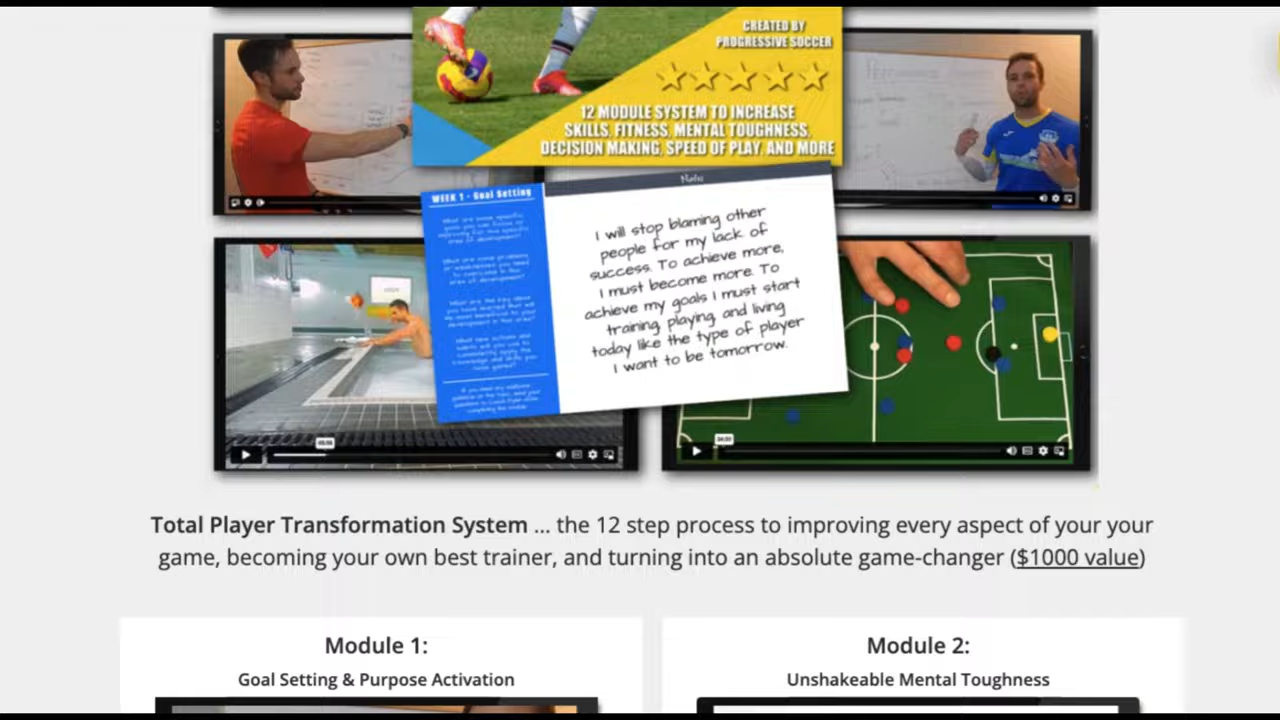 CREATED BY
PROGRESSIVE SOCCER
12 MODULE SYSTEM TO INCREASE
SKILLS, FITNESS, MENTAL TOUGHNESS,
DECISION MAKING, SPEED OF PLAY, AND MORE
Notes
WEEK 1 - Goal Setting
I will stop blaming other
people for my lack of
success. To achieve more,
I must become more. To
achieve my goals I must start
training, playing, and living
today like the type of player
I want to be tomorrow.
Total Player Transformation System ... the 12 step process to improving every aspect of your your
game, becoming your own best trainer, and turning into an absolute game-changer ($1000 value)
Module 1:
Goal Setting & Purpose Activation
Module 2:
Unshakeable Mental Toughness